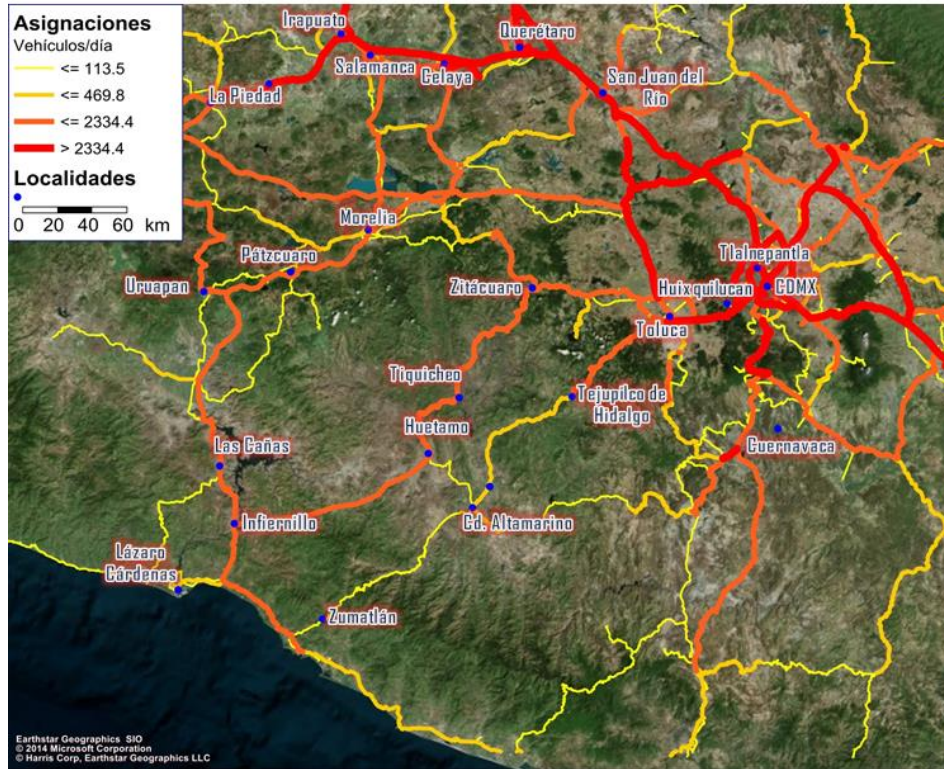 Asignaciones
Vehículos/día
<= 113.5
<= 469.8
<= 2334.4
> 2334.4
Localidades
0 20 40 60 km
Irapuato
Querétaro
Salamanca
Celaya
San Juan del
Río
La Piedad
Morelia
Pátzcuaro
Tlalnepantla
Uruapan
Zitácuaro
Huixquilucan
CDMX
Toluca
Tiquicheo
Tejupilco de
Hidalgo
Huetamo
Cuernavaca
Las Cañas
Infiernillo
Cd. Altamarino
Lázaro
Cárdenas
Zumatlán
Earthstar Geographics SIO
© 2014 Microsoft Corporation
© Harris Corp, Earthstar Geographics LLC